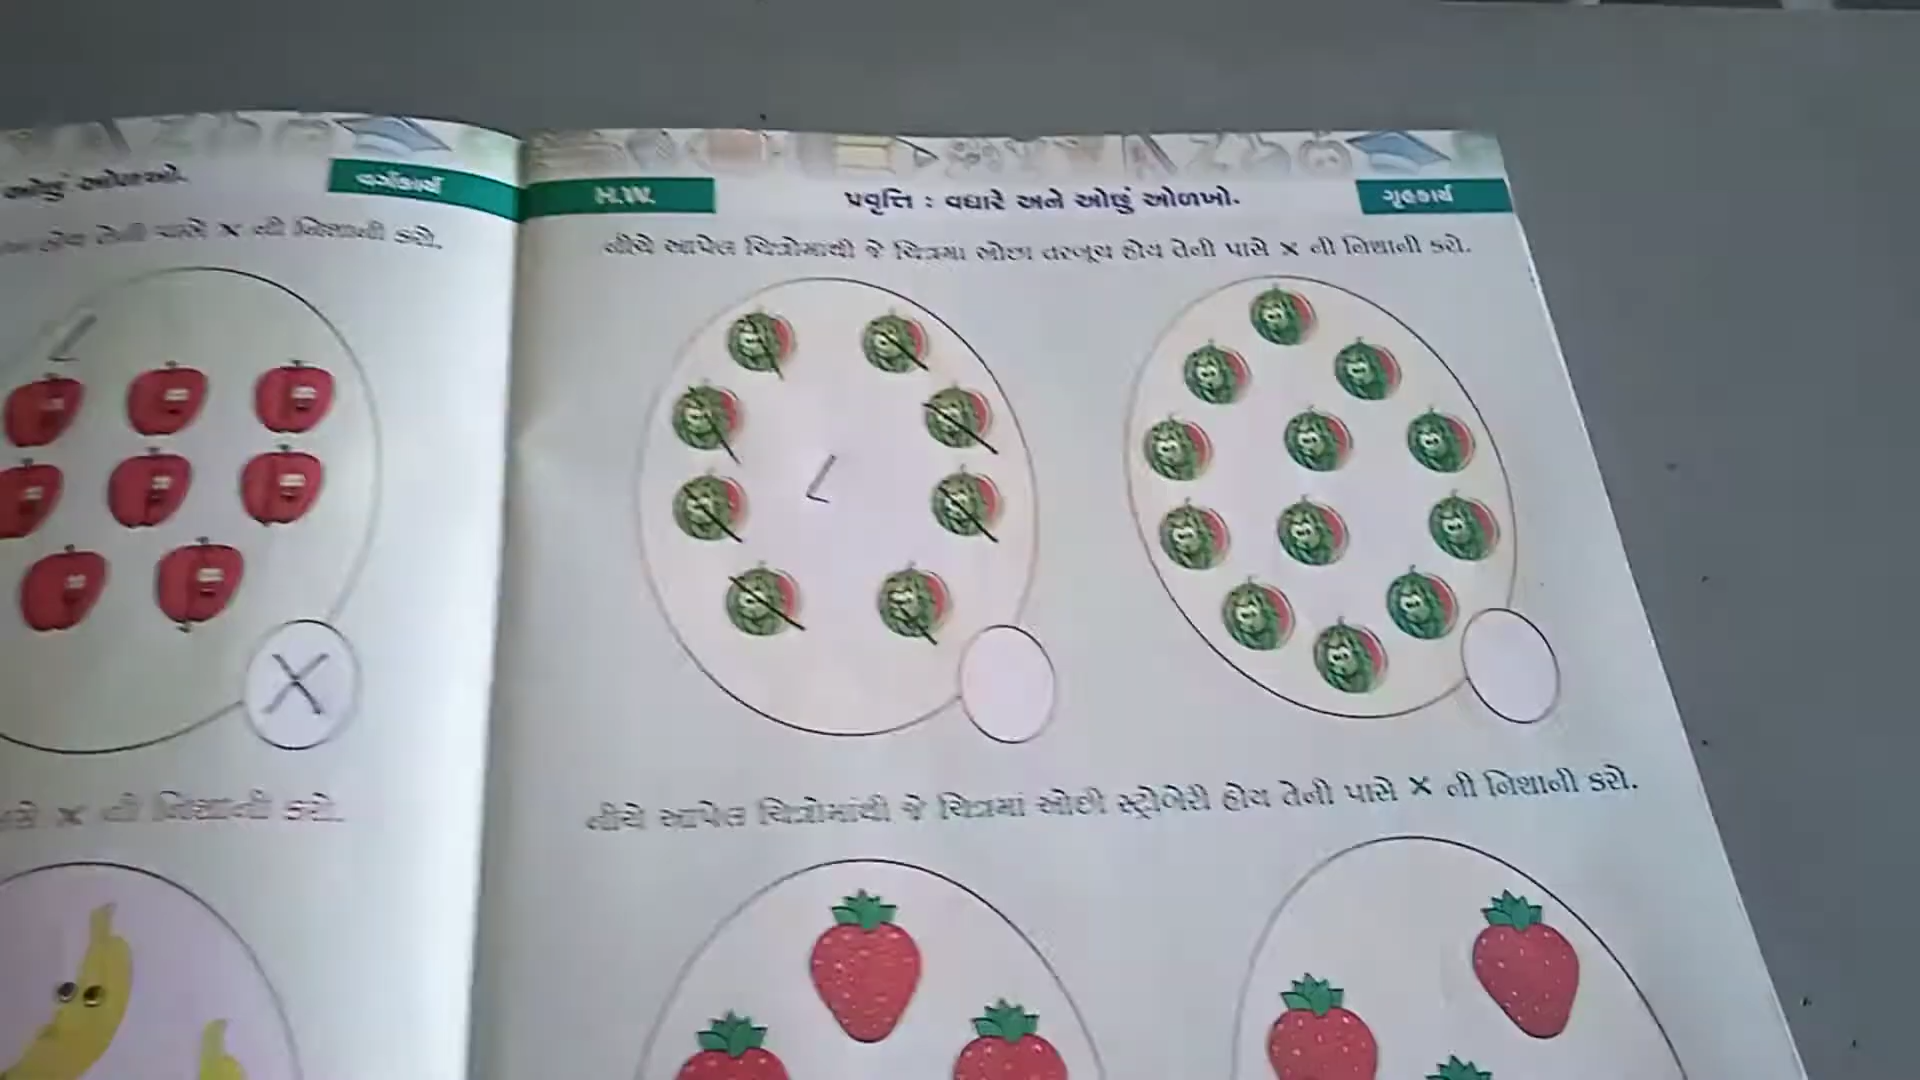 ઓછું ઓળખો.
વર્ગકાર્ય
હોય તેની પાસે X ની નિશાની કરો.
X
X ની નિશાની કરો.
H.W.
પ્રવૃત્તિ : વધારે અને ઓછું ઓળખો.
ગૃહકાર્ય
નીચે આપેલ ચિત્રોમાંથી જે ચિત્રમા ઓછા તરબૂચ હોય તેની પાસે X ની નિશાની કરો.
નીચે આપેલ ચિત્રોમાંથી જે ચિત્રમાં ઓછી સ્ટ્રોબેરી હોય તેની પાસે X ની નિશાની કરો.